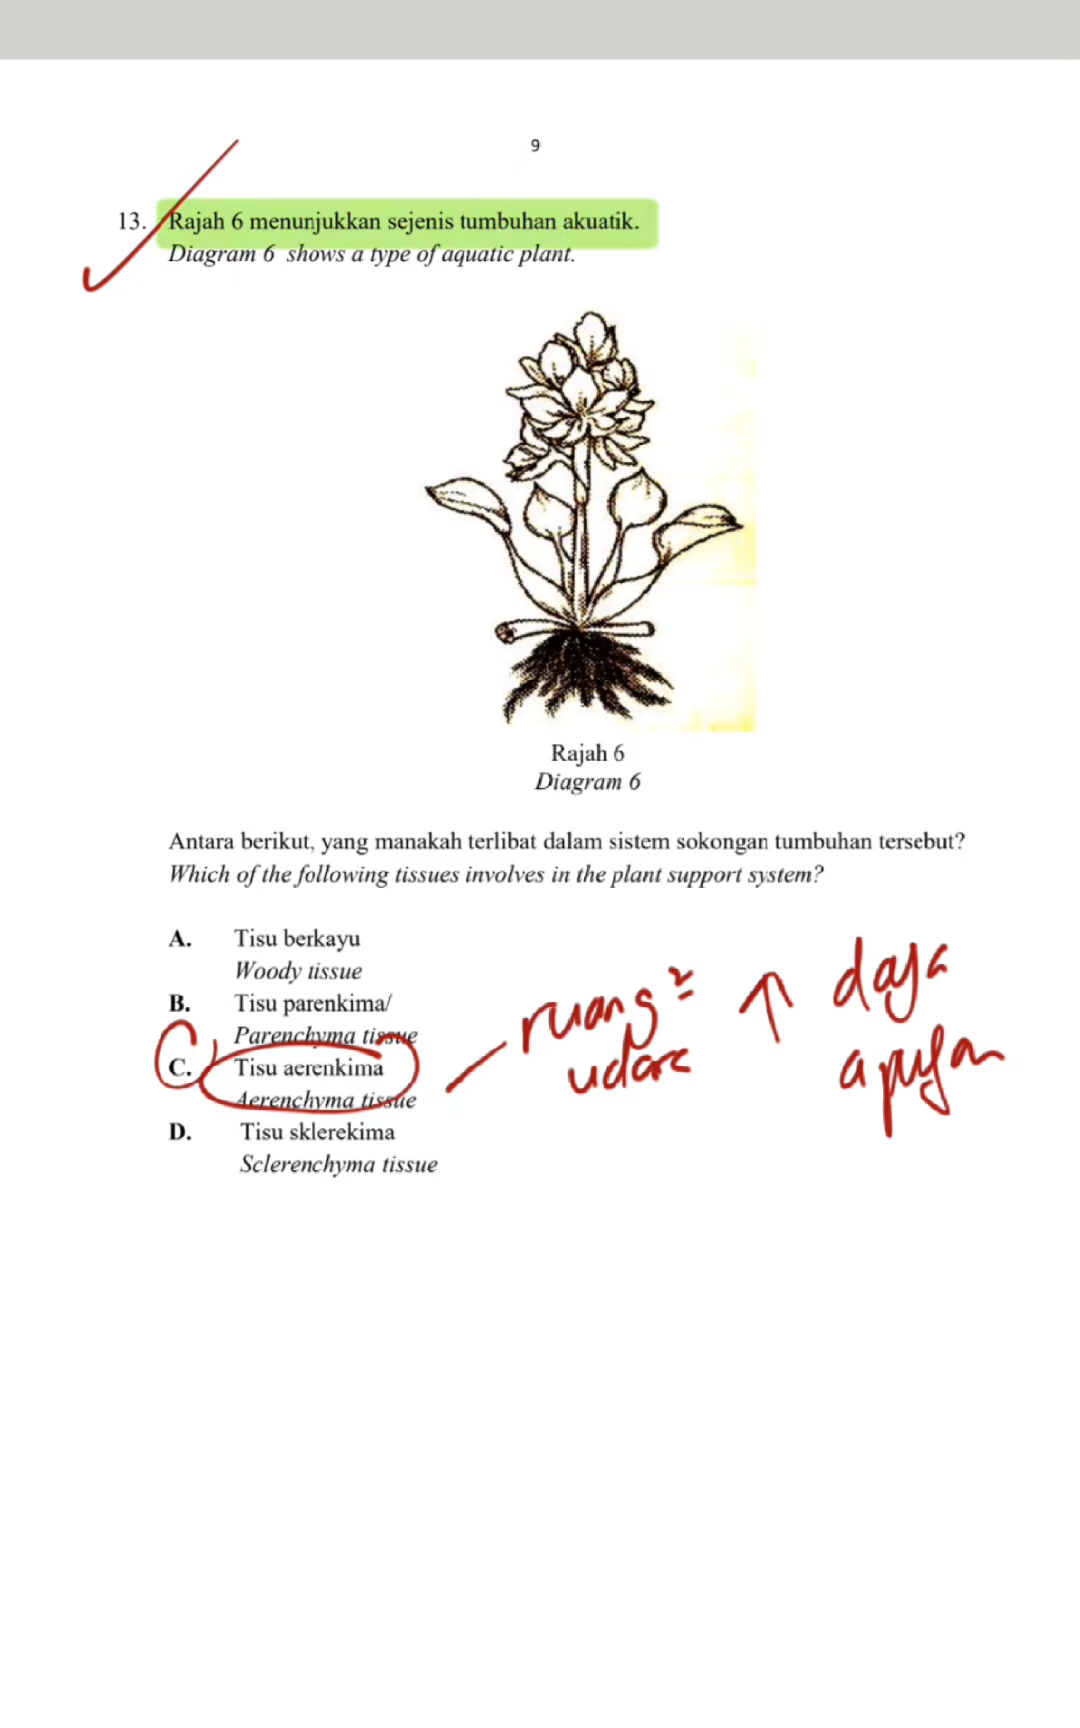 9
13. Rajah 6 menunjukkan sejenis tumbuhan akuatik.
Diagram 6 shows a type of aquatic plant.
Rajah 6
Diagram 6
Antara berikut, yang manakah terlibat dalam sistem sokongan tumbuhan tersebut?
Which of the following tissues involves in the plant support system?
A. Tisu berkayu
Woody tissue
B. Tisu parenkima/
Parenchyma tissue
C. Tisu aerenkima
Aerenchyma tissue
D. Tisu sklerekima
Sclerenchyma tissue
ruang²
udara
↑ daya
apungan